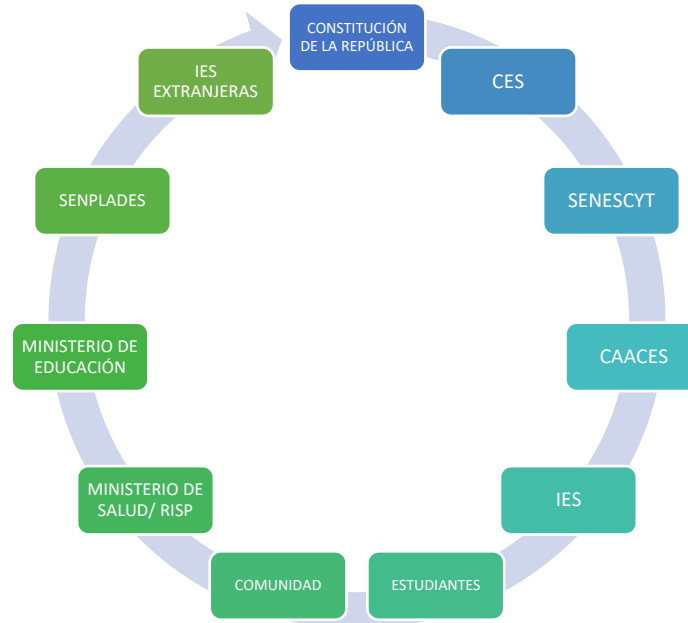 CONSTITUCIÓN
DE LA REPÚBLICA
CES
SENESCYT
CAACES
IES
ESTUDIANTES
COMUNIDAD
MINISTERIO DE
SALUD/ RISP
MINISTERIO DE
EDUCACIÓN
SENPLADES
IES
EXTRANJERAS